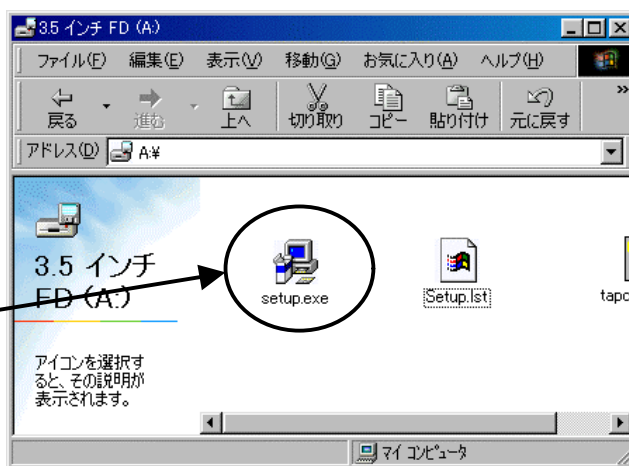 3.5 インチ FD (A:)
ファイル(F) 編集(E) 表示(V) 移動(G) お気に入り(A) ヘルプ(H)
戻る 進む 上へ 切り取り コピー 貼り付け 元に戻す »
アドレス(D) A:¥
3.5 インチ
FD (A:)
アイコンを選択す
ると、その説明が
表示されます。
setup.exe
Setup.lst
tapc
マイ コンピュータ